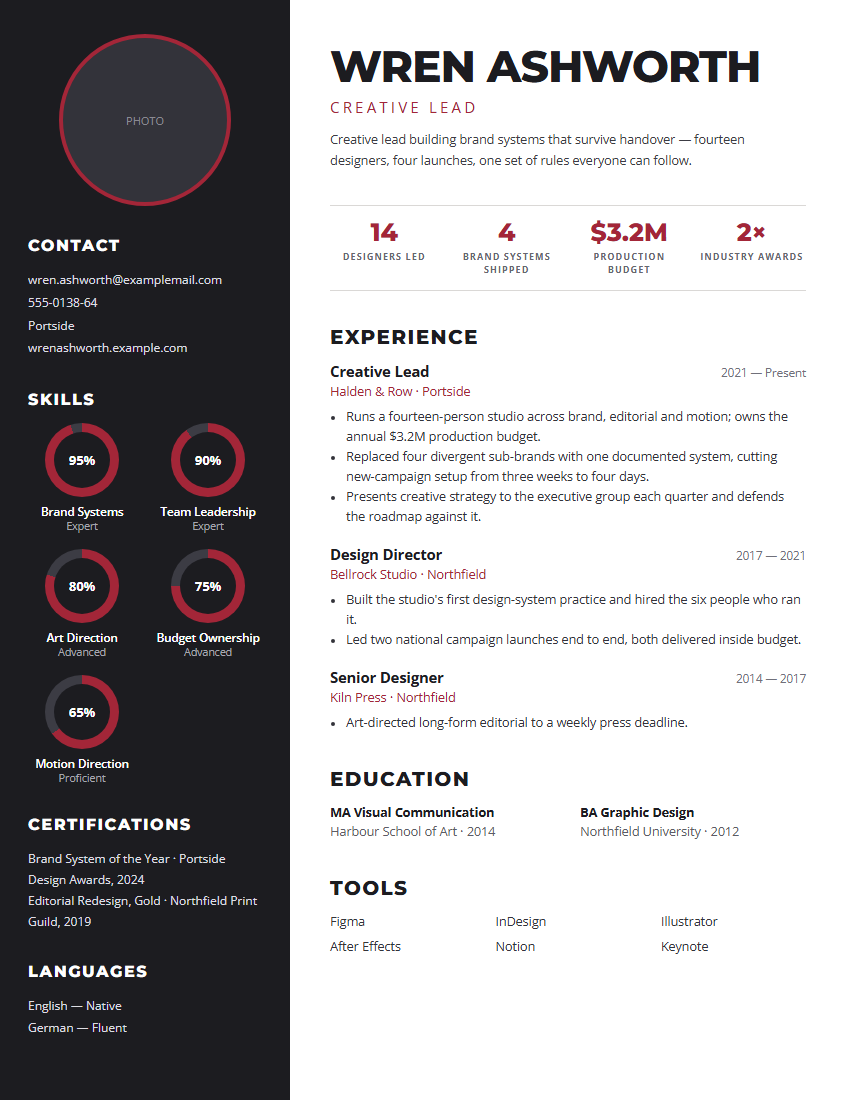 PHOTO
CONTACT
wren.ashworth@examplemail.com
555-0138-64
Portside
wrenashworth.example.com
SKILLS
95%
Brand Systems
Expert
90%
Team Leadership
Expert
80%
Art Direction
Advanced
75%
Budget Ownership
Advanced
65%
Motion Direction
Proficient
CERTIFICATIONS
Brand System of the Year · Portside
Design Awards, 2024
Editorial Redesign, Gold · Northfield Print
Guild, 2019
LANGUAGES
English — Native
German — Fluent
WREN ASHWORTH
CREATIVE LEAD
Creative lead building brand systems that survive handover — fourteen
designers, four launches, one set of rules everyone can follow.
14
DESIGNERS LED
4
BRAND SYSTEMS
SHIPPED
$3.2M
PRODUCTION
BUDGET
2×
INDUSTRY AWARDS
EXPERIENCE
Creative Lead 2021 — Present
Halden & Row · Portside
• Runs a fourteen-person studio across brand, editorial and motion; owns the
annual $3.2M production budget.
• Replaced four divergent sub-brands with one documented system, cutting
new-campaign setup from three weeks to four days.
• Presents creative strategy to the executive group each quarter and defends
the roadmap against it.
Design Director 2017 — 2021
Bellrock Studio · Northfield
• Built the studio's first design-system practice and hired the six people who ran
it.
• Led two national campaign launches end to end, both delivered inside budget.
Senior Designer 2014 — 2017
Kiln Press · Northfield
• Art-directed long-form editorial to a weekly press deadline.
EDUCATION
MA Visual Communication
Harbour School of Art · 2014
BA Graphic Design
Northfield University · 2012
TOOLS
Figma InDesign Illustrator
After Effects Notion Keynote